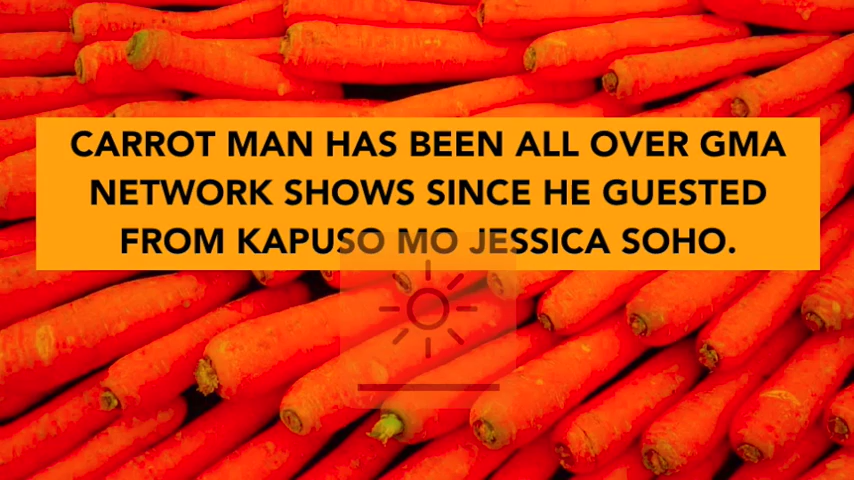 CARROT MAN HAS BEEN ALL OVER GMA
NETWORK SHOWS SINCE HE GUESTED
FROM KAPUSO MO JESSICA SOHO.